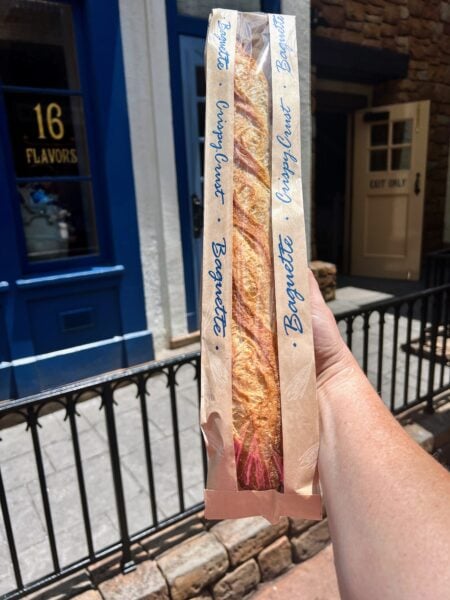 16
FLAVORS
EXIT ONLY
Baguette · Crispy Crust · Baguette ·
· Baguette · Crispy Crust · Baguette